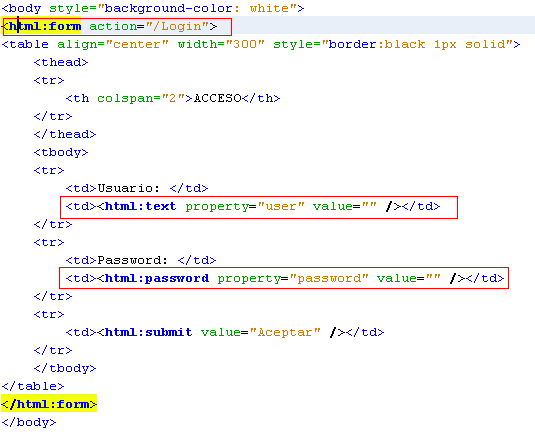 <body style="background-color: white">
<html:form action="/Login">
<table align="center" width="300" style="border:black 1px solid">
<thead>
<tr>
<th colspan="2">ACCESO</th>
</tr>
</thead>
<tbody>
<tr>
<td>Usuario: </td>
<td><html:text property="user" value="" /></td>
</tr>
<tr>
<td>Password: </td>
<td><html:password property="password" value="" /></td>
</tr>
<tr>
<td><html:submit value="Aceptar" /></td>
</tr>
</tbody>
</table>
</html:form>
</body>